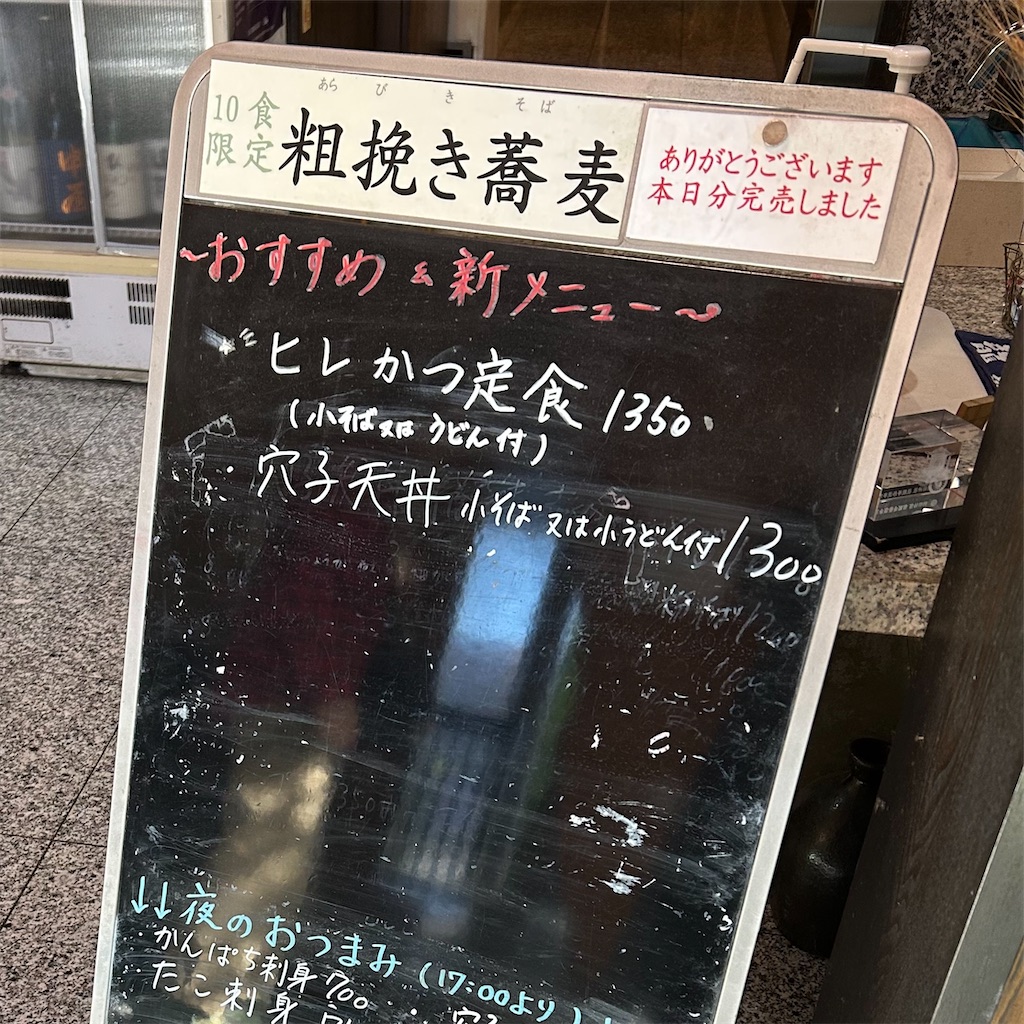 10食
限定
あら び き そ ば
粗挽き蕎麦
ありがとうございます
本日分完売しました
~おすすめ & 新メニュー~
ヒレかつ定食 1350
(小そば又は うどん付)
穴子天丼 小そば又は小うどん付 1300
↓↓夜のおつまみ (17:00より)
かんぱち刺身 700
たこ刺身